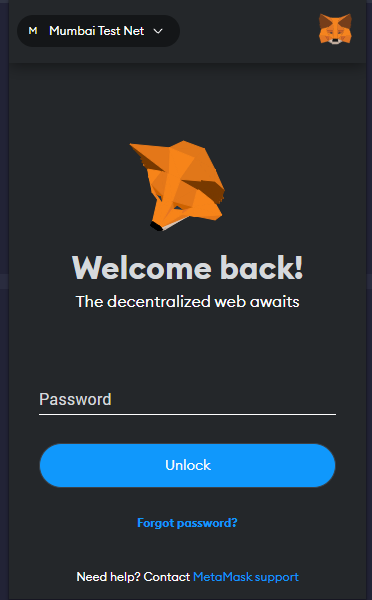 M Mumbai Test Net
Welcome back!
The decentralized web awaits
Password
Unlock
Forgot password?
Need help? Contact MetaMask support